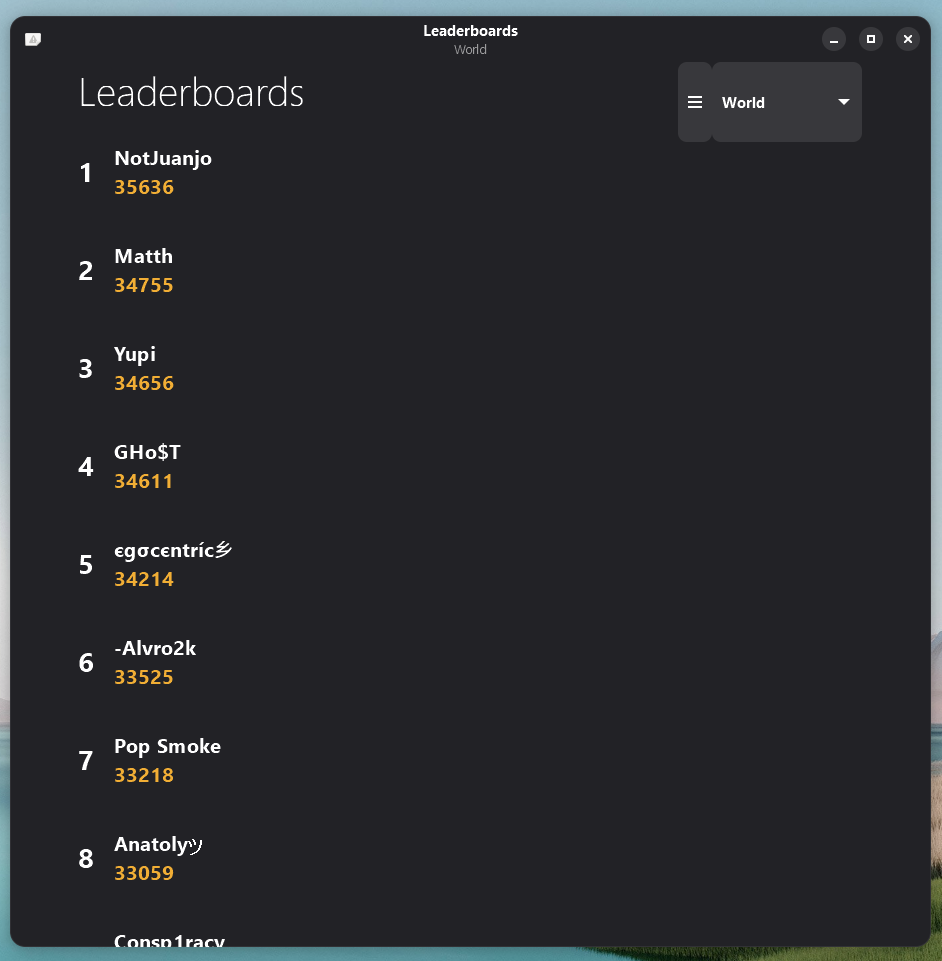 Leaderboards
World
Leaderboards
World
1
NotJuanjo
35636
2
Matth
34755
3
Yupi
34656
4
GHo$T
34611
5
єgσcєntríc乡
34214
6
-Alvro2k
33525
7
Pop Smoke
33218
8
Anatolyツ
33059
Consp1racy